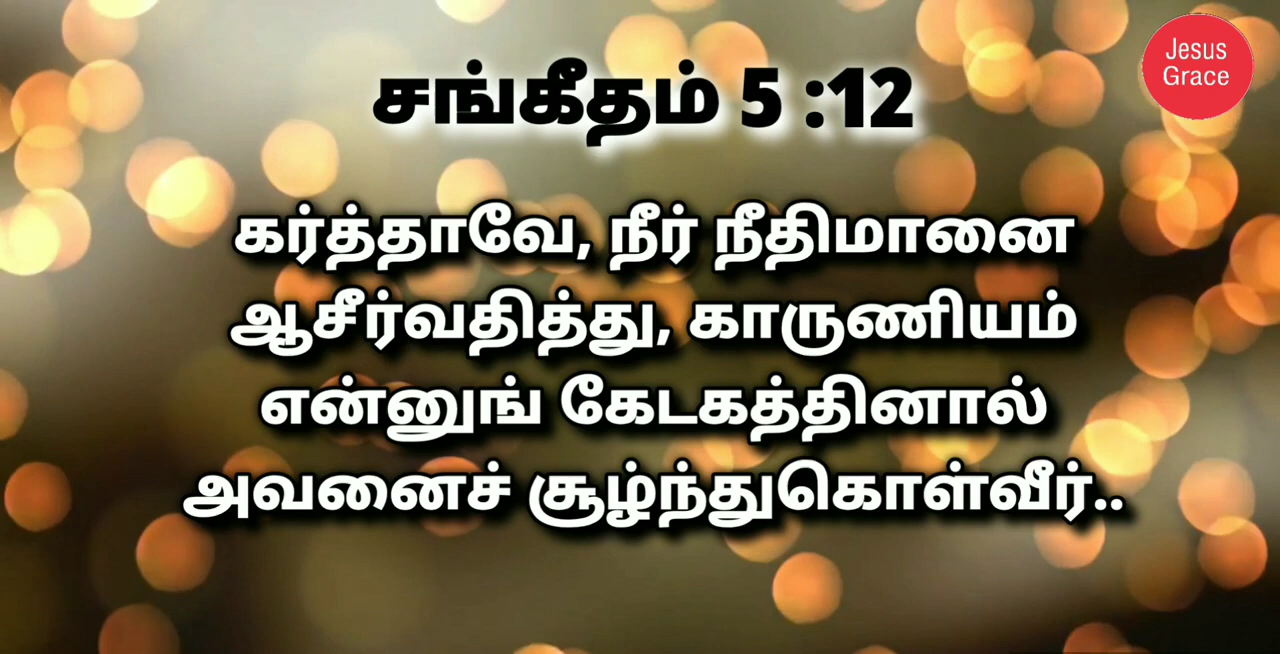 Jesus
Grace
சங்கீதம் 5 :12
கர்த்தாவே, நீர் நீதிமானை
ஆசீர்வதித்து, காருணியம்
என்னுங் கேடகத்தினால்
அவனைச் சூழ்ந்துகொள்வீர்..